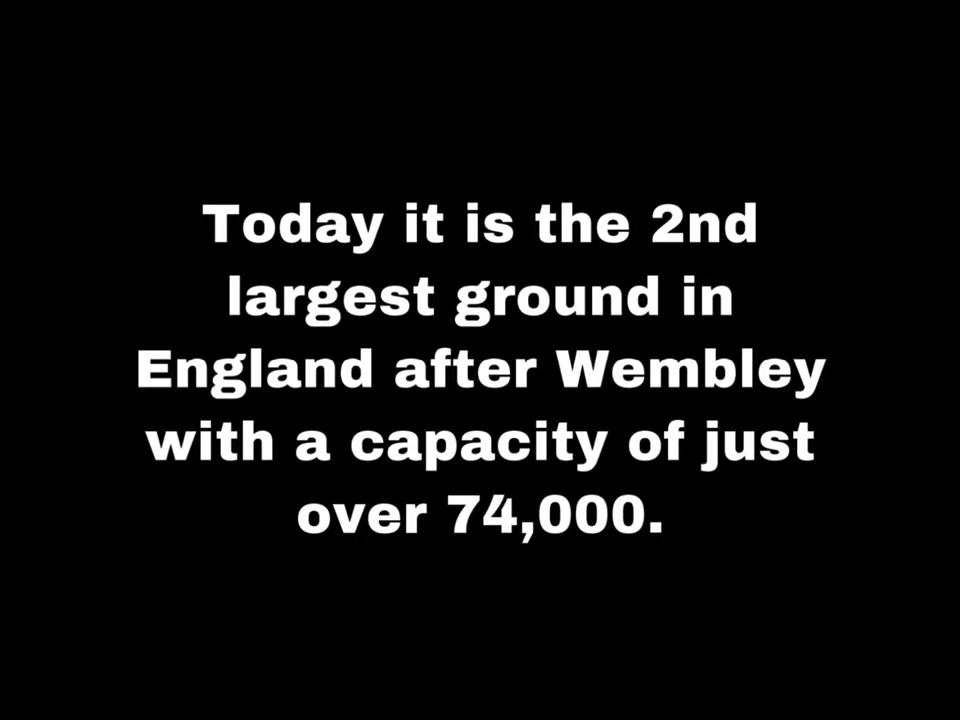 Today it is the 2nd
largest ground in
England after Wembley
with a capacity of just
over 74,000.